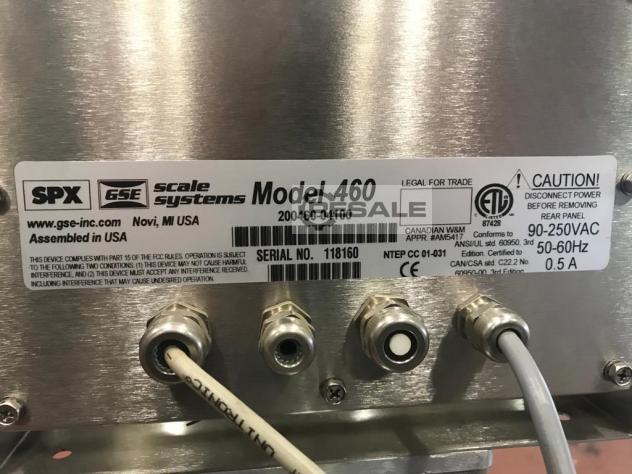 SPX GSE scale systems Model 460
200460-04100
www.gse-inc.com Novi, MI USA
Assembled in USA
THIS DEVICE COMPLIES WITH PART 15 OF THE FCC RULES. OPERATION IS SUBJECT
TO THE FOLLOWING TWO CONDITIONS: (1) THIS DEVICE MAY NOT CAUSE HARMFUL
INTERFERENCE, AND (2) THIS DEVICE MUST ACCEPT ANY INTERFERENCE RECEIVED,
INCLUDING INTERFERENCE THAT MAY CAUSE UNDESIRED OPERATION.
SERIAL NO. 118160
LEGAL FOR TRADE
CANADIAN W&M
APPR. #AM5417
NTEP CC 01-031
CE
ETL
87428
Conforms to
ANSI/UL std. 60950, 3rd
Edition. Certified to
CAN/CSA std. C22.2 No.
60950-00, 3rd Edition
CAUTION!
DISCONNECT POWER
BEFORE REMOVING
REAR PANEL
90-250VAC
50-60Hz
0.5 A